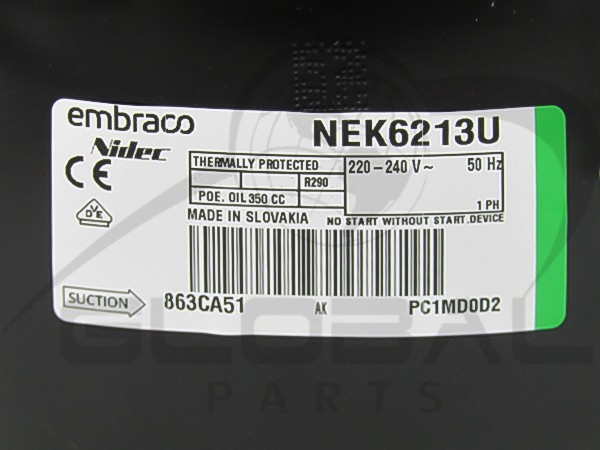 embraco
NEK6213U
Nidec
CE
THERMALLY PROTECTED
R290
POE. OIL 350 CC
220-240 V~ 50 Hz
1 PH
MADE IN SLOVAKIA NO START WITHOUT START.DEVICE
DVE
SUCTION
863CA51 AK PC1MD0D2
GLOBAL
PARTS